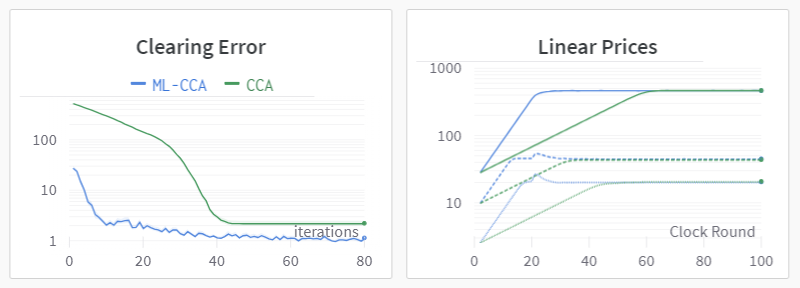 Clearing Error
ML-CCA CCA
100
10
1
iterations
0 20 40 60 80
Linear Prices
1000
100
10
Clock Round
0 20 40 60 80 100